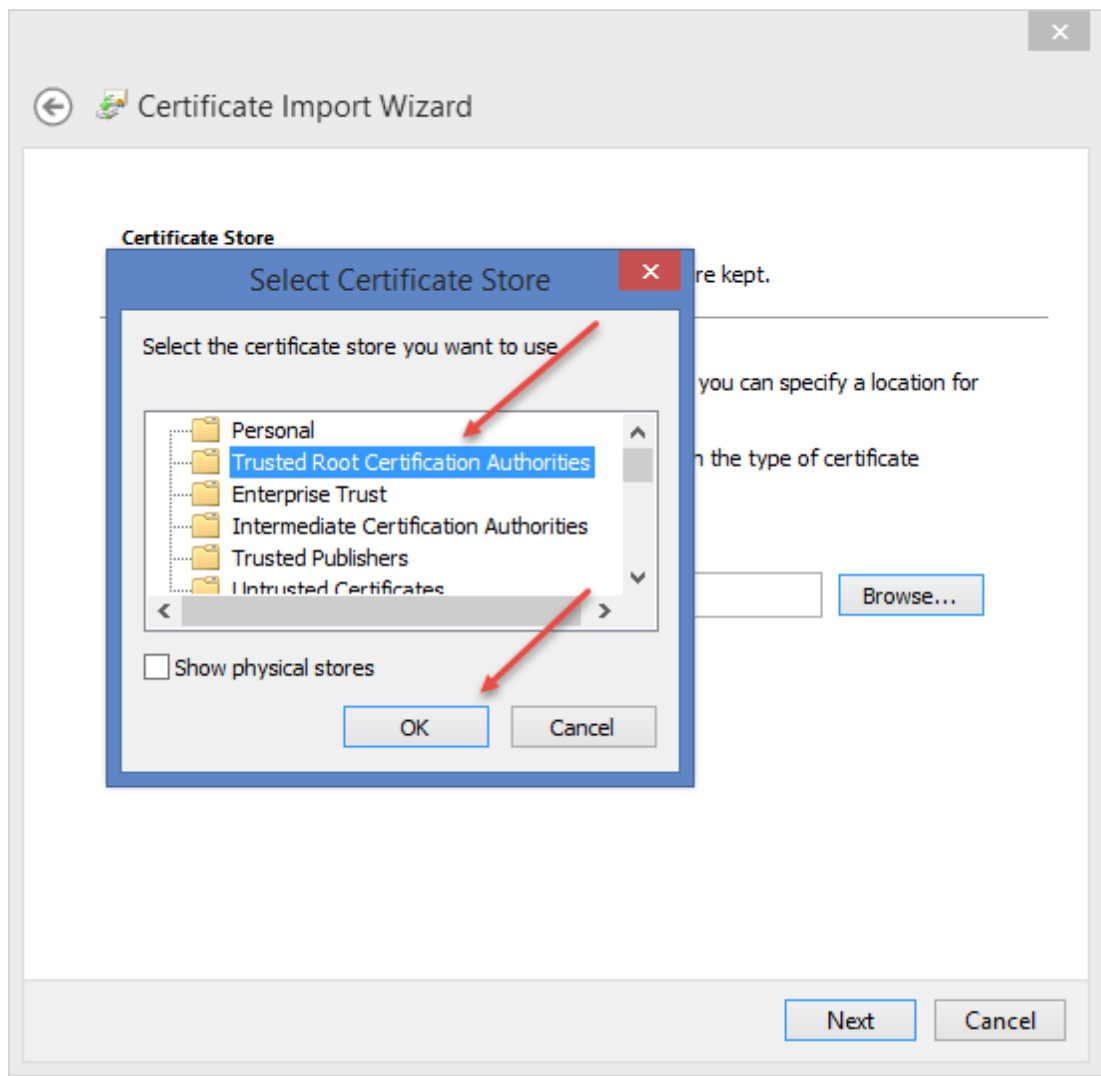 Certificate Import Wizard
Certificate Store
Select Certificate Store
re kept.
Select the certificate store you want to use
you can specify a location for
Personal
Trusted Root Certification Authorities
the type of certificate
Enterprise Trust
Intermediate Certification Authorities
Trusted Publishers
Untrusted Certificates
Browse...
Show physical stores
OK
Cancel
Next
Cancel